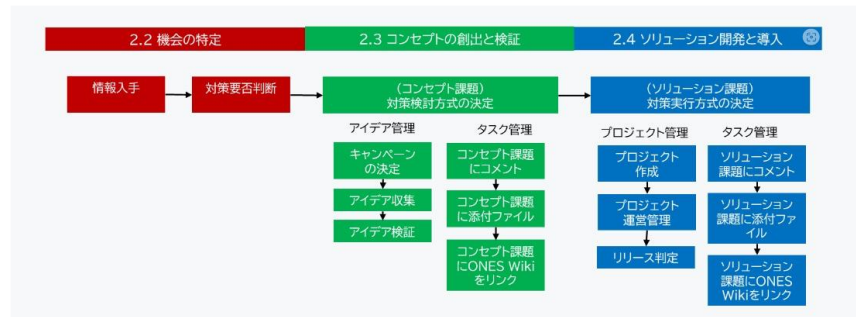 2.2 機会の特定
2.3 コンセプトの創出と検証
2.4 ソリューション開発と導入
情報入手
対策要否判断
(コンセプト課題)
対策検討方式の決定
(ソリューション課題)
対策実行方式の決定
アイデア管理
キャンペーン
の決定
アイデア収集
アイデア検証
タスク管理
コンセプト課題
にコメント
コンセプト課題
に添付ファイル
コンセプト課題
にONES Wiki
をリンク
プロジェクト管理
プロジェクト
作成
プロジェクト
運営管理
リリース判定
タスク管理
ソリューション
課題にコメント
ソリューション
課題に添付ファ
イル
ソリューション
課題にONES
Wikiをリンク